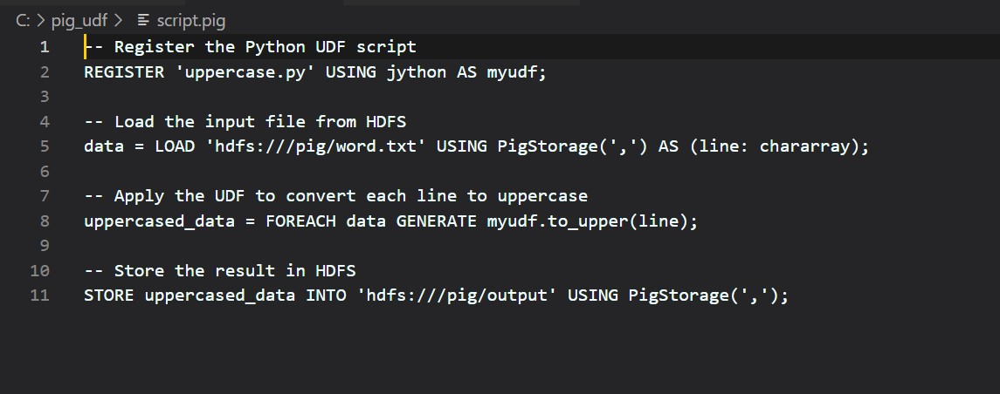 C: > pig_udf > script.pig
1 -- Register the Python UDF script
2 REGISTER 'uppercase.py' USING jython AS myudf;
3
4 -- Load the input file from HDFS
5 data = LOAD 'hdfs:///pig/word.txt' USING PigStorage(',') AS (line: chararray);
6
7 -- Apply the UDF to convert each line to uppercase
8 uppercased_data = FOREACH data GENERATE myudf.to_upper(line);
9
10 -- Store the result in HDFS
11 STORE uppercased_data INTO 'hdfs:///pig/output' USING PigStorage(',');